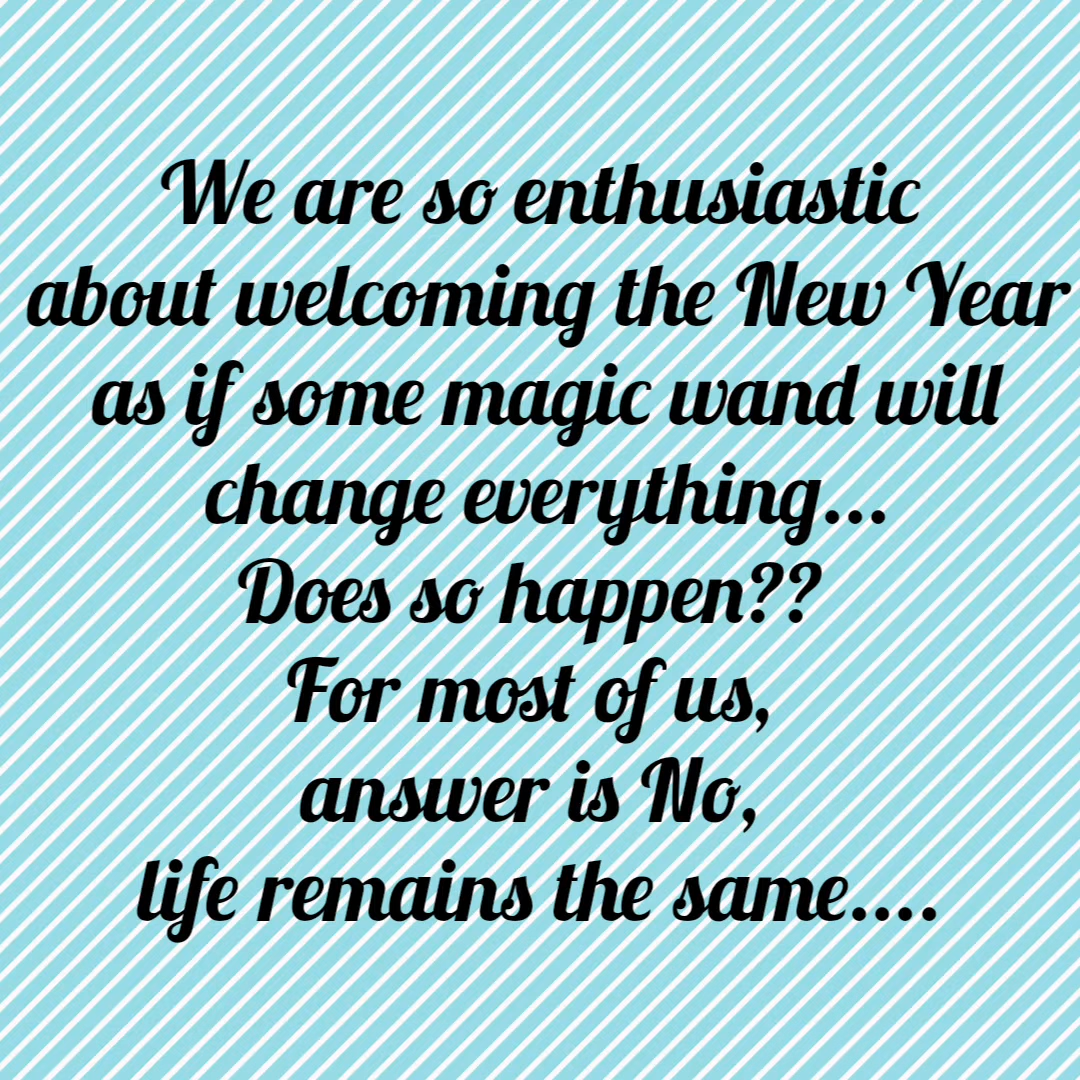 We are so enthusiastic
about welcoming the New Year
as if some magic wand will
change everything...
Does so happen??
For most of us,
answer is No,
life remains the same....